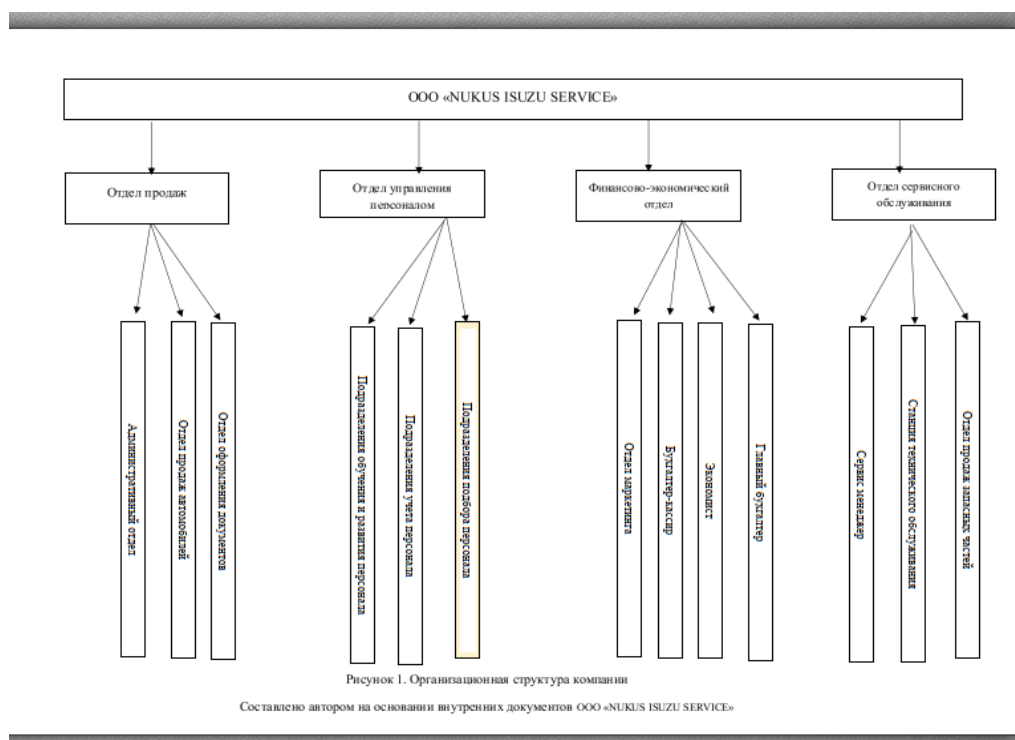 ООО «NUKUS ISUZU SERVICE»
Отдел продаж
Отдел управления
персоналом
Финансово-экономический
отдел
Отдел сервисного
обслуживания
Административный отдел
Отдел продаж автомобилей
Отдел оформления документов
Подразделения обучения и развития персонала
Подразделения учета персонала
Подразделения подбора персонала
Отдел маркетинга
Бухгалтер-кассир
Экономист
Главный бухгалтер
Сервис менеджер
Станция технического обслуживания
Отдел продаж запасных частей
Рисунок 1. Организационная структура компании
Составлено автором на основании внутренних документов ООО «NUKUS ISUZU SERVICE»